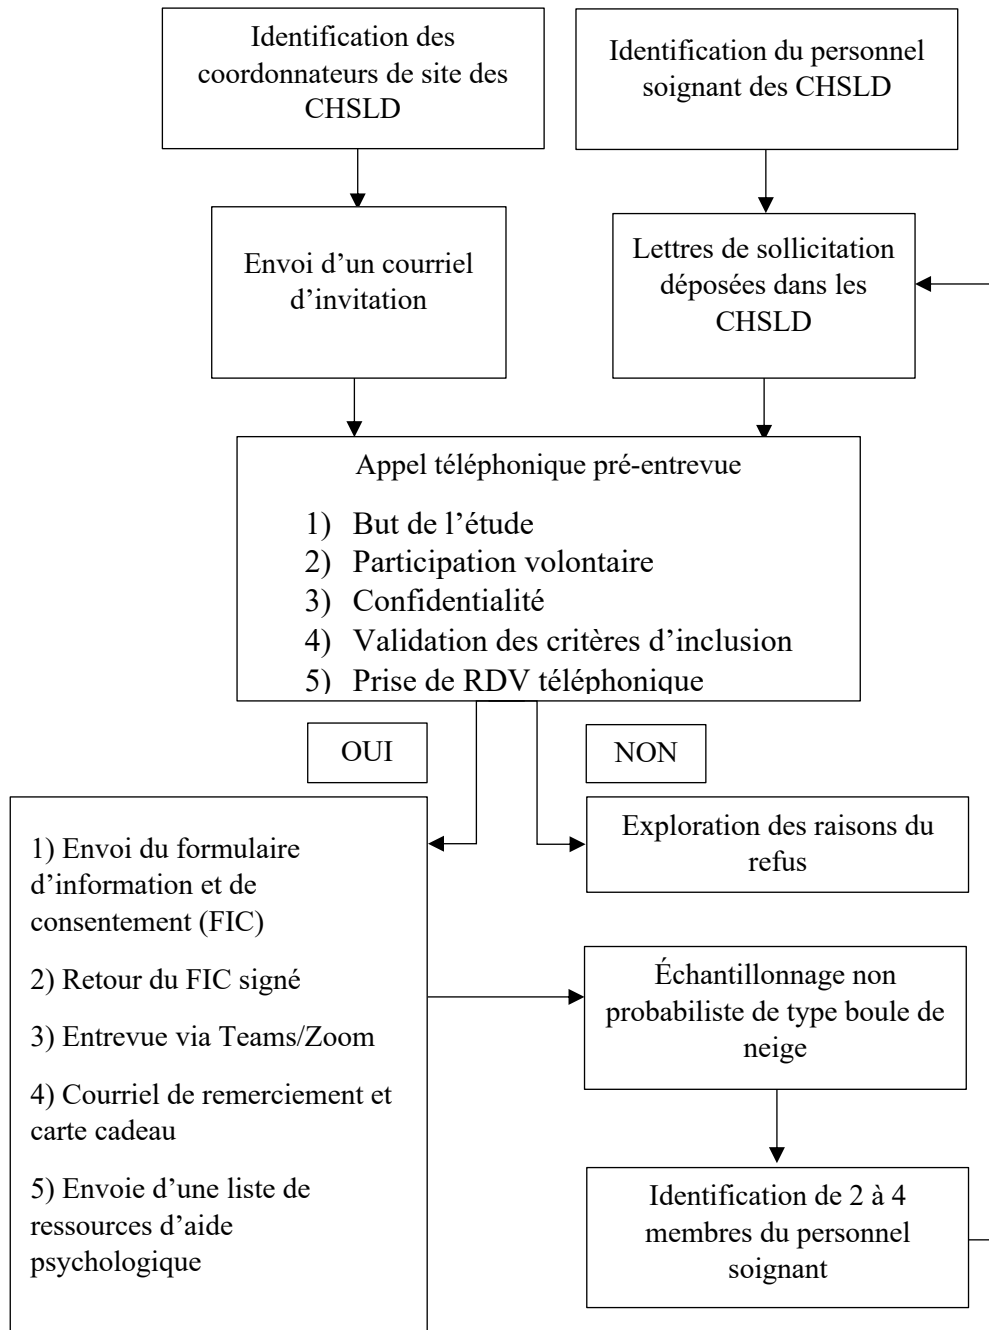 Identification des
coordonnateurs de site des
CHSLD
Identification du personnel
soignant des CHSLD
Envoi d’un courriel
d’invitation
Lettres de sollicitation
déposées dans les
CHSLD
Appel téléphonique pré-entrevue
1) But de l’étude
2) Participation volontaire
3) Confidentialité
4) Validation des critères d’inclusion
5) Prise de RDV téléphonique
OUI
NON
1) Envoi du formulaire
d’information et de
consentement (FIC)
2) Retour du FIC signé
3) Entrevue via Teams/Zoom
4) Courriel de remerciement et
carte cadeau
5) Envoie d’une liste de
ressources d’aide
psychologique
Exploration des raisons du
refus
Échantillonnage non
probabiliste de type boule de
neige
Identification de 2 à 4
membres du personnel
soignant